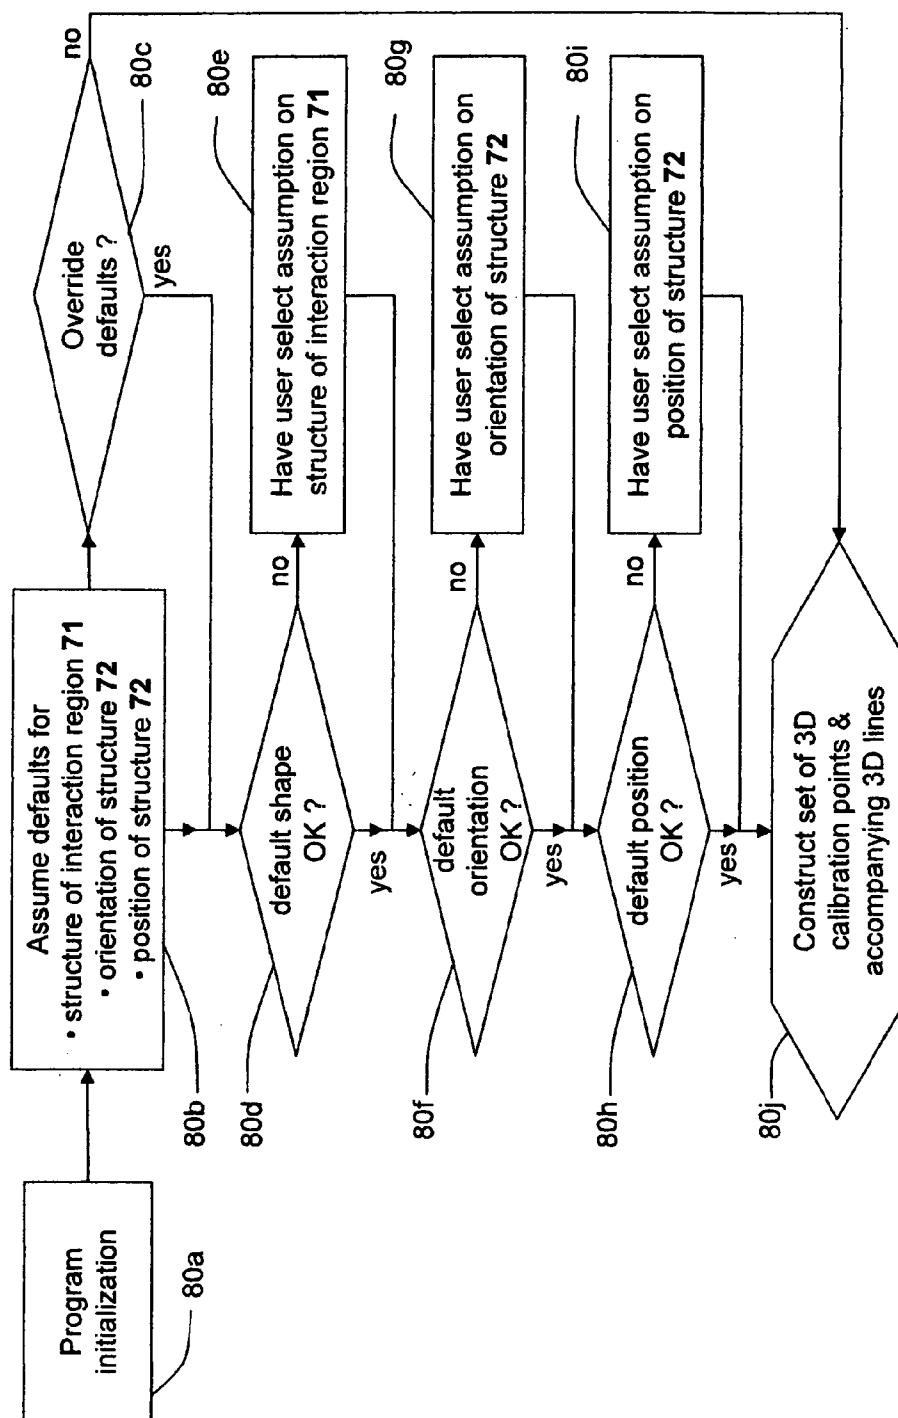 Program
initialization
80a
Assume defaults for
• structure of interaction region 71
• orientation of structure 72
• position of structure 72
80b
Override
defaults ?
no
80c
yes
default shape
OK ?
80d
no
yes
Have user select assumption on
structure of interaction region 71
80e
default
orientation
OK ?
80f
no
yes
Have user select assumption on
orientation of structure 72
80g
default position
OK ?
80h
no
yes
Have user select assumption on
position of structure 72
80i
Construct set of 3D
calibration points &
accompanying 3D lines
80j